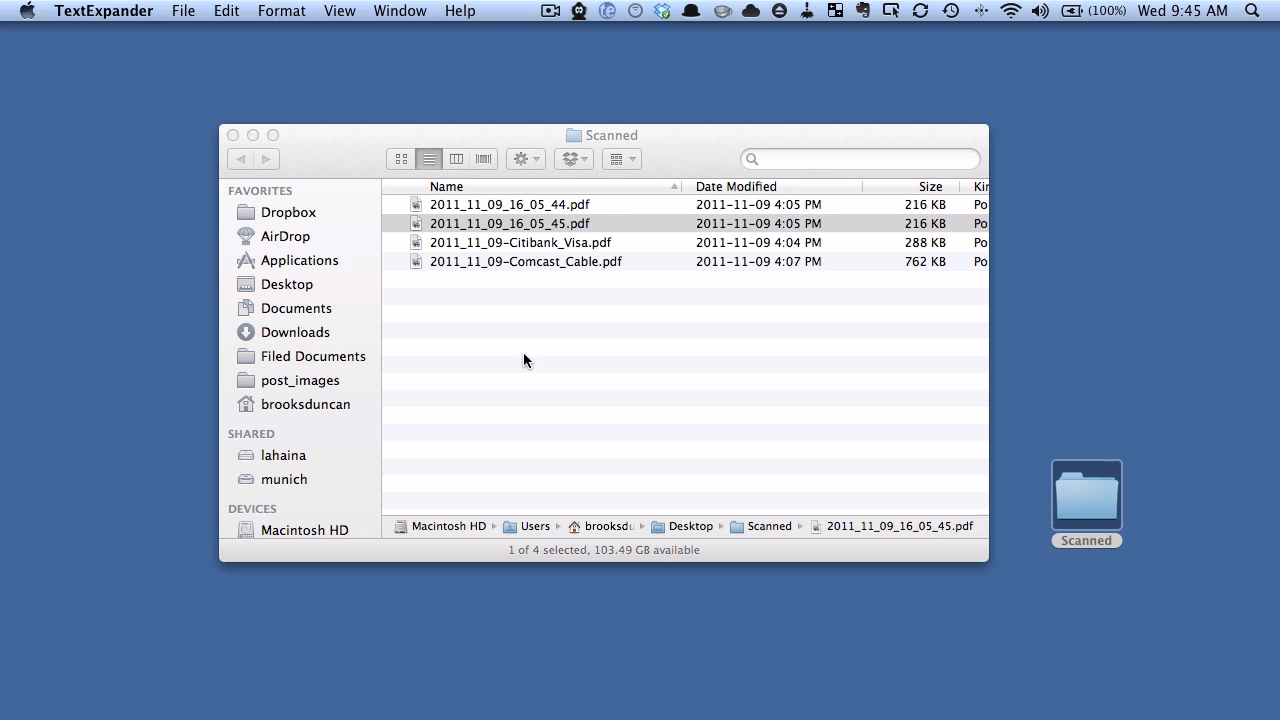 TextExpander File Edit Format View Window Help (100%) Wed 9:45 AM
Scanned
FAVORITES
Dropbox
AirDrop
Applications
Desktop
Documents
Downloads
Filed Documents
post_images
brooksduncan
SHARED
lahaina
munich
DEVICES
Macintosh HD
Name Date Modified Size Kin
2011_11_09_16_05_44.pdf 2011-11-09 4:05 PM 216 KB Po
2011_11_09_16_05_45.pdf 2011-11-09 4:05 PM 216 KB Po
2011_11_09-Citibank_Visa.pdf 2011-11-09 4:04 PM 288 KB Po
2011_11_09-Comcast_Cable.pdf 2011-11-09 4:07 PM 762 KB Po
Macintosh HD Users brooksdu Desktop Scanned 2011_11_09_16_05_45.pdf
1 of 4 selected, 103.49 GB available
Scanned